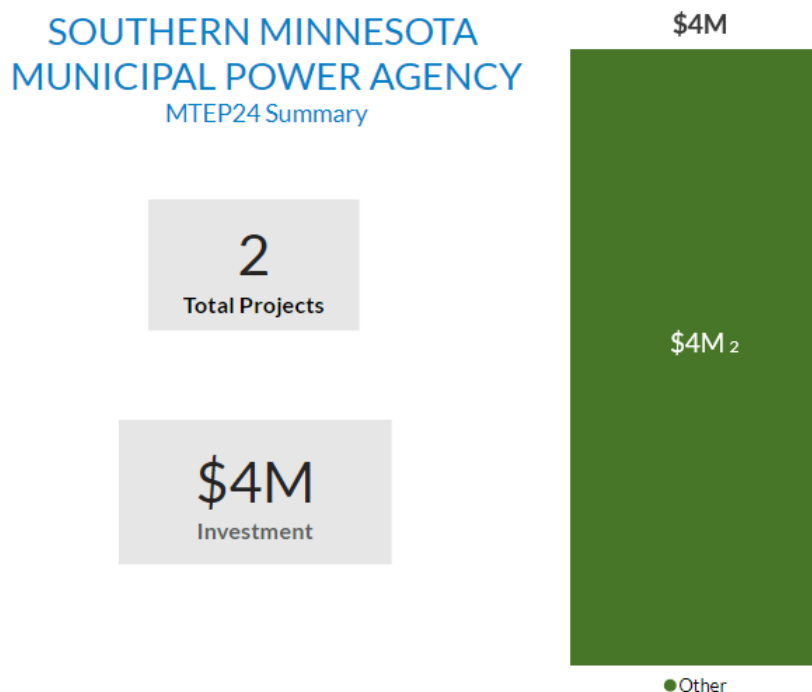 SOUTHERN MINNESOTA
MUNICIPAL POWER AGENCY
MTEP24 Summary
2
Total Projects
$4M
Investment
$4M
$4M 2
Other